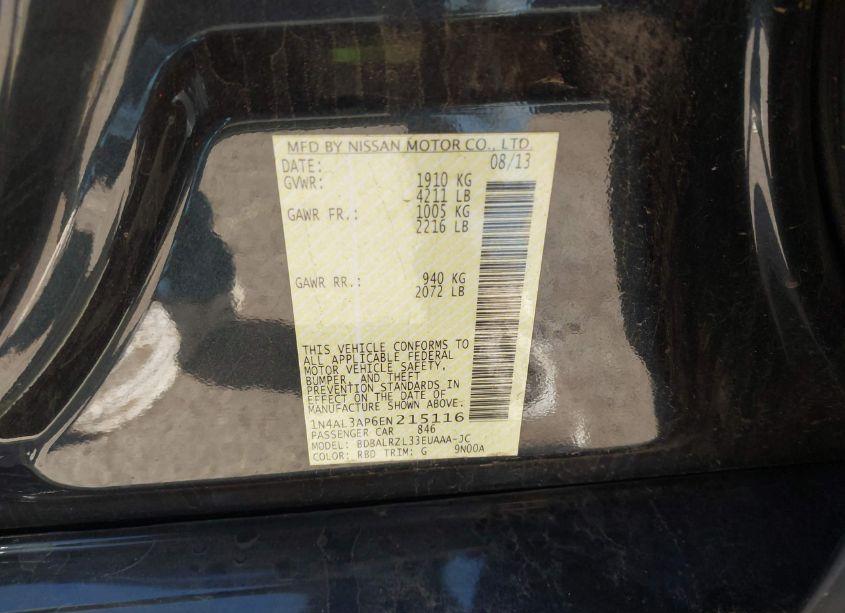 MFD BY NISSAN MOTOR CO., LTD.
DATE: 08/13
GVWR: 1910 KG
4211 LB
GAWR FR.: 1005 KG
2216 LB
GAWR RR.: 940 KG
2072 LB
THIS VEHICLE CONFORMS TO
ALL APPLICABLE FEDERAL
MOTOR VEHICLE SAFETY,
BUMPER, AND THEFT
PREVENTION STANDARDS IN
EFFECT ON THE DATE OF
MANUFACTURE SHOWN ABOVE.
1N4AL3AP6EN215116
PASSENGER CAR 846
MODEL: BDBALRZL33EUAAA-JC
COLOR: RBD TRIM: G 9N00A